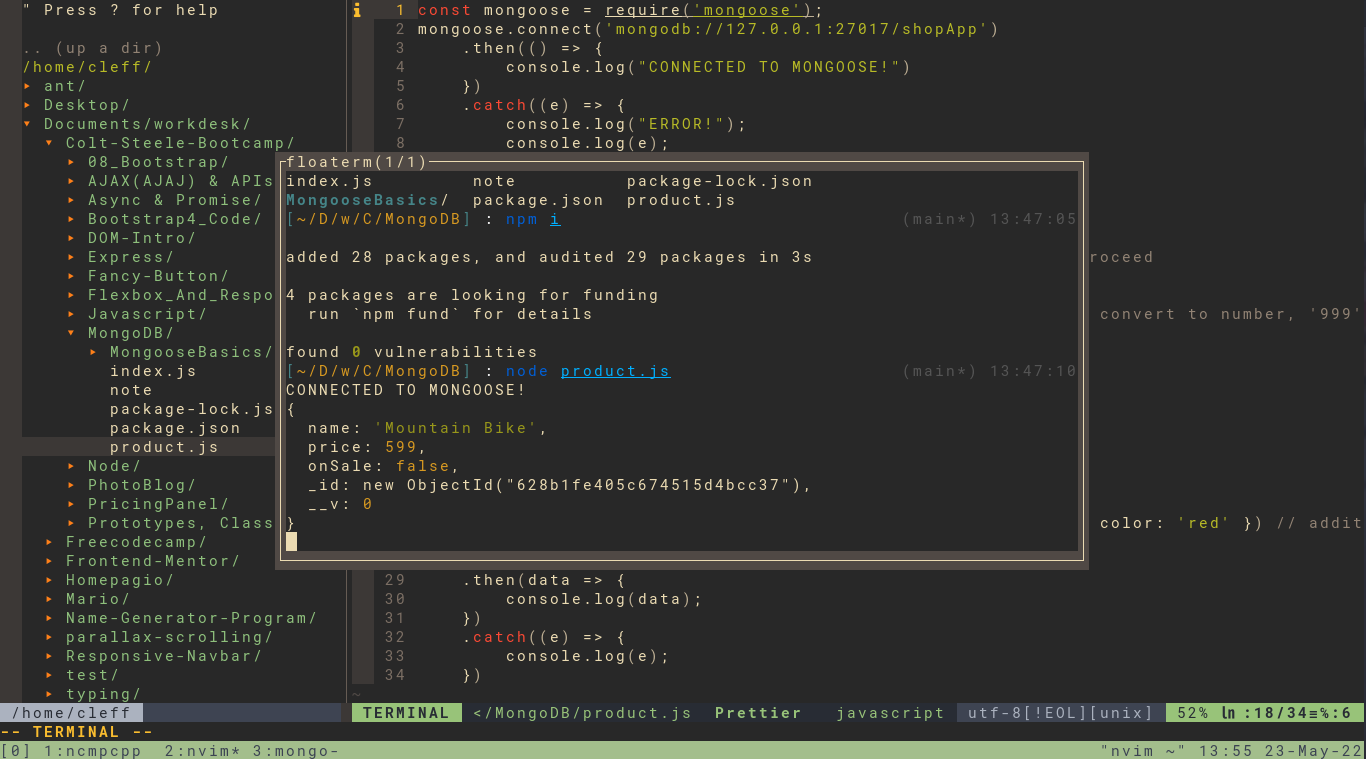 " Press ? for help
.. (up a dir)
/home/cleff/
▸ ant/
▸ Desktop/
▾ Documents/workdesk/
▾ Colt-Steele-Bootcamp/
▸ 08_Bootstrap/
▸ AJAX(AJAJ) & APIs
▸ Async & Promise/
▸ Bootstrap4_Code/
▸ DOM-Intro/
▸ Express/
▸ Fancy-Button/
▸ Flexbox_And_Respo
▸ Javascript/
▾ MongoDB/
▸ MongooseBasics/
index.js
note
package-lock.js
package.json
product.js
▸ Node/
▸ PhotoBlog/
▸ PricingPanel/
▸ Prototypes, Class
▸ Freecodecamp/
▸ Frontend-Mentor/
▸ Homepagio/
▸ Mario/
▸ Name-Generator-Program/
▸ parallax-scrolling/
▸ Responsive-Navbar/
▸ test/
▸ typing/
/home/cleff
ℹ 1 const mongoose = require('mongoose');
2 mongoose.connect('mongodb://127.0.0.1:27017/shopApp')
3 .then(() => {
4 console.log("CONNECTED TO MONGOOSE!")
5 })
6 .catch((e) => {
7 console.log("ERROR!");
8 console.log(e);
floaterm(1/1)
index.js note package-lock.json
MongooseBasics/ package.json product.js
[~/D/w/C/MongoDB] : npm i (main*) 13:47:05
added 28 packages, and audited 29 packages in 3s
4 packages are looking for funding
run `npm fund` for details
found 0 vulnerabilities
[~/D/w/C/MongoDB] : node product.js (main*) 13:47:10
CONNECTED TO MONGOOSE!
{
name: 'Mountain Bike',
price: 599,
onSale: false,
_id: new ObjectId("628b1fe405c674515d4bcc37"),
__v: 0
}
roceed
convert to number, '999'
color: 'red' }) // addit
29 .then(data => {
30 console.log(data);
31 })
32 .catch((e) => {
33 console.log(e);
34 })
~
TERMINAL </MongoDB/product.js Prettier javascript utf-8[!EOL][unix] 52% ln :18/34≡%:6
-- TERMINAL --
[0] 1:ncmpcpp 2:nvim* 3:mongo- "nvim ~" 13:55 23-May-22